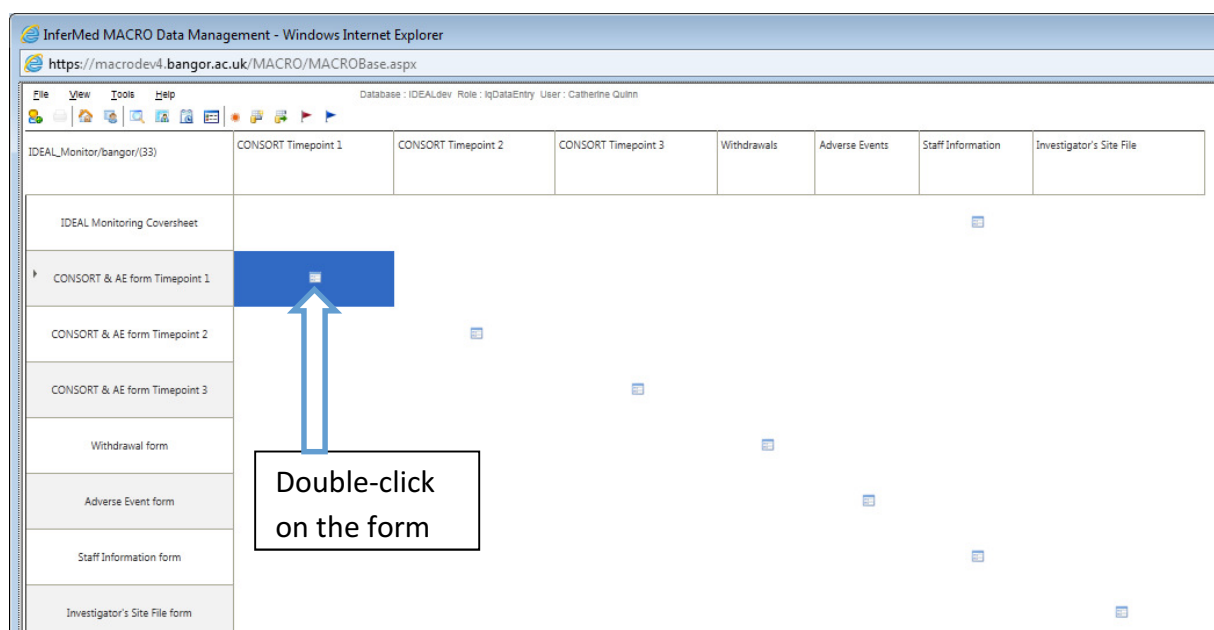 InferMed MACRO Data Management - Windows Internet Explorer
https://macrodev4.bangor.ac.uk/MACRO/MACROBase.aspx
File View Tools Help Database : IDEALdev Role : IqDataEntry User : Catherine Quinn
IDEAL_Monitor/bangor/(33) CONSORT Timepoint 1 CONSORT Timepoint 2 CONSORT Timepoint 3 Withdrawals Adverse Events Staff Information Investigator's Site File
IDEAL Monitoring Coversheet
CONSORT & AE form Timepoint 1
CONSORT & AE form Timepoint 2
CONSORT & AE form Timepoint 3
Withdrawal form
Double-click
on the form
Adverse Event form
Staff Information form
Investigator's Site File form